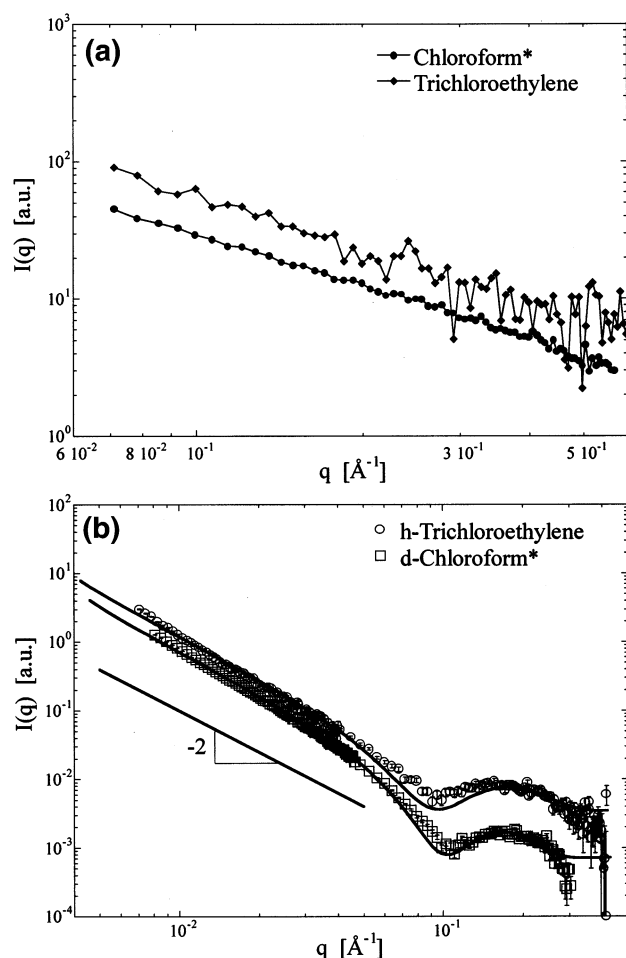 (a)
Chloroform*
Trichloroethylene
10³
10²
10¹
10⁰
I(q) [a.u.]
6 10⁻² 8 10⁻² 10⁻¹ 3 10⁻¹ 5 10⁻¹
q [Å⁻¹]
(b)
h-Trichloroethylene
d-Chloroform*
10²
10¹
10⁰
10⁻¹
10⁻²
10⁻³
10⁻⁴
I(q) [a.u.]
-2
10⁻² 10⁻¹
q [Å⁻¹]